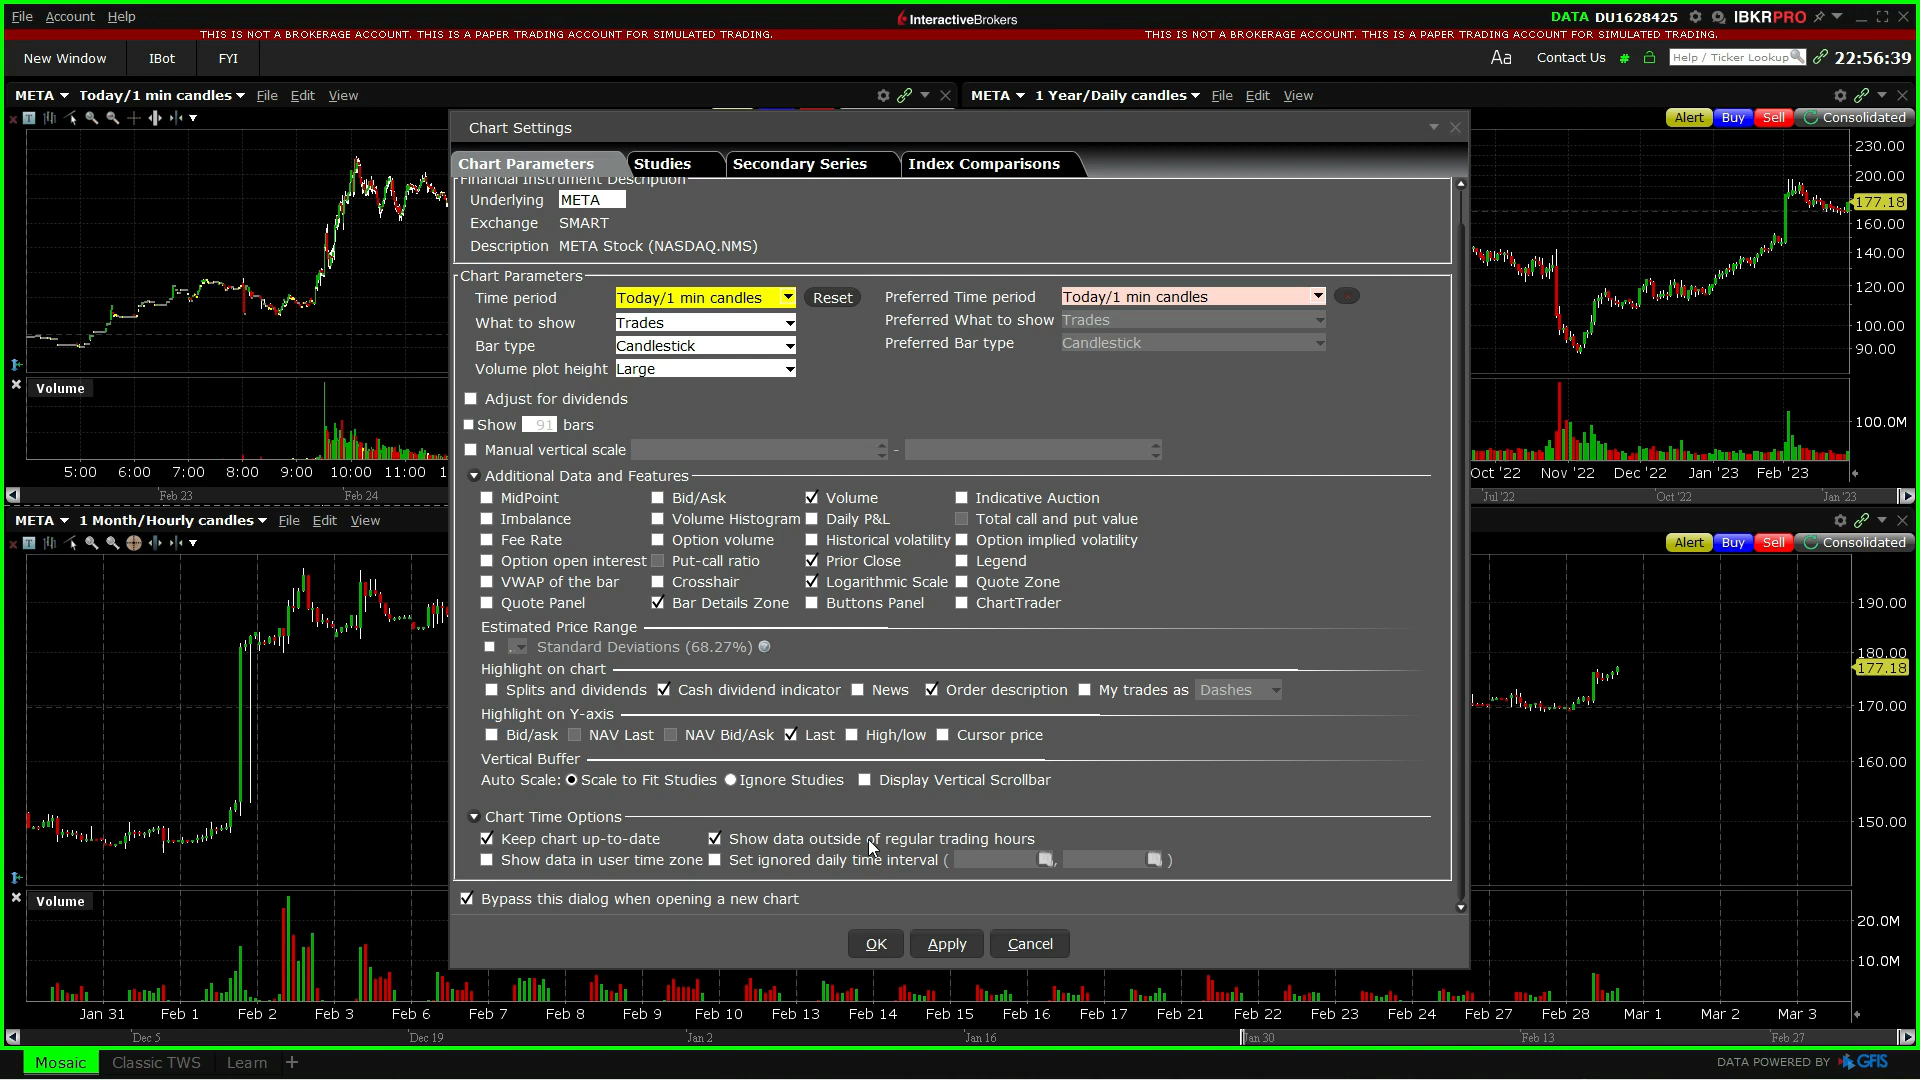 File Account Help
InteractiveBrokers
DATA DU1628425 IBKRPRO
THIS IS NOT A BROKERAGE ACCOUNT. THIS IS A PAPER TRADING ACCOUNT FOR SIMULATED TRADING. THIS IS NOT A BROKERAGE ACCOUNT. THIS IS A PAPER TRADING ACCOUNT FOR SIMULATED TRADING.
New Window IBot FYI
Aa Contact Us # Help / Ticker Lookup 22:56:39
META Today/1 min candles File Edit View
META 1 Year/Daily candles File Edit View
Alert Buy Sell Consolidated
Chart Settings
Chart Parameters Studies Secondary Series Index Comparisons
Financial Instrument Description
Underlying META
Exchange SMART
Description META Stock (NASDAQ.NMS)
Chart Parameters
Time period Today/1 min candles Reset Preferred Time period Today/1 min candles
What to show Trades Preferred What to show Trades
Bar type Candlestick Preferred Bar type Candlestick
Volume plot height Large
Adjust for dividends
Show 91 bars
Manual vertical scale -
Additional Data and Features
MidPoint Bid/Ask Volume Indicative Auction
Imbalance Volume Histogram Daily P&L Total call and put value
Fee Rate Option volume Historical volatility Option implied volatility
Option open interest Put-call ratio Prior Close Legend
VWAP of the bar Crosshair Logarithmic Scale Quote Zone
Quote Panel Bar Details Zone Buttons Panel ChartTrader
Estimated Price Range
Standard Deviations (68.27%)
Highlight on chart
Splits and dividends Cash dividend indicator News Order description My trades as Dashes
Highlight on Y-axis
Bid/ask NAV Last NAV Bid/Ask Last High/low Cursor price
Vertical Buffer
Auto Scale: Scale to Fit Studies Ignore Studies Display Vertical Scrollbar
Chart Time Options
Keep chart up-to-date Show data outside of regular trading hours
Show data in user time zone Set ignored daily time interval ( , )
Bypass this dialog when opening a new chart
OK Apply Cancel
Volume
5:00 6:00 7:00 8:00 9:00 10:00 11:00 1
Feb 23 Feb 24
230.00
200.00
177.18
160.00
140.00
120.00
100.00
90.00
100.0M
Oct '22 Nov '22 Dec '22 Jan '23 Feb '23
Jul '22 Oct '22 Jan '23
META 1 Month/Hourly candles File Edit View
Alert Buy Sell Consolidated
190.00
180.00
177.18
170.00
160.00
150.00
Volume
20.0M
10.0M
Jan 31 Feb 1 Feb 2 Feb 3 Feb 6 Feb 7 Feb 8 Feb 9 Feb 10 Feb 13 Feb 14 Feb 15 Feb 16 Feb 17 Feb 21 Feb 22 Feb 23 Feb 24 Feb 27 Feb 28 Mar 1 Mar 2 Mar 3
Dec 5 Dec 19 Jan 2 Jan 16 Jan 30 Feb 13 Feb 27
Mosaic Classic TWS Learn +
DATA POWERED BY GFIS